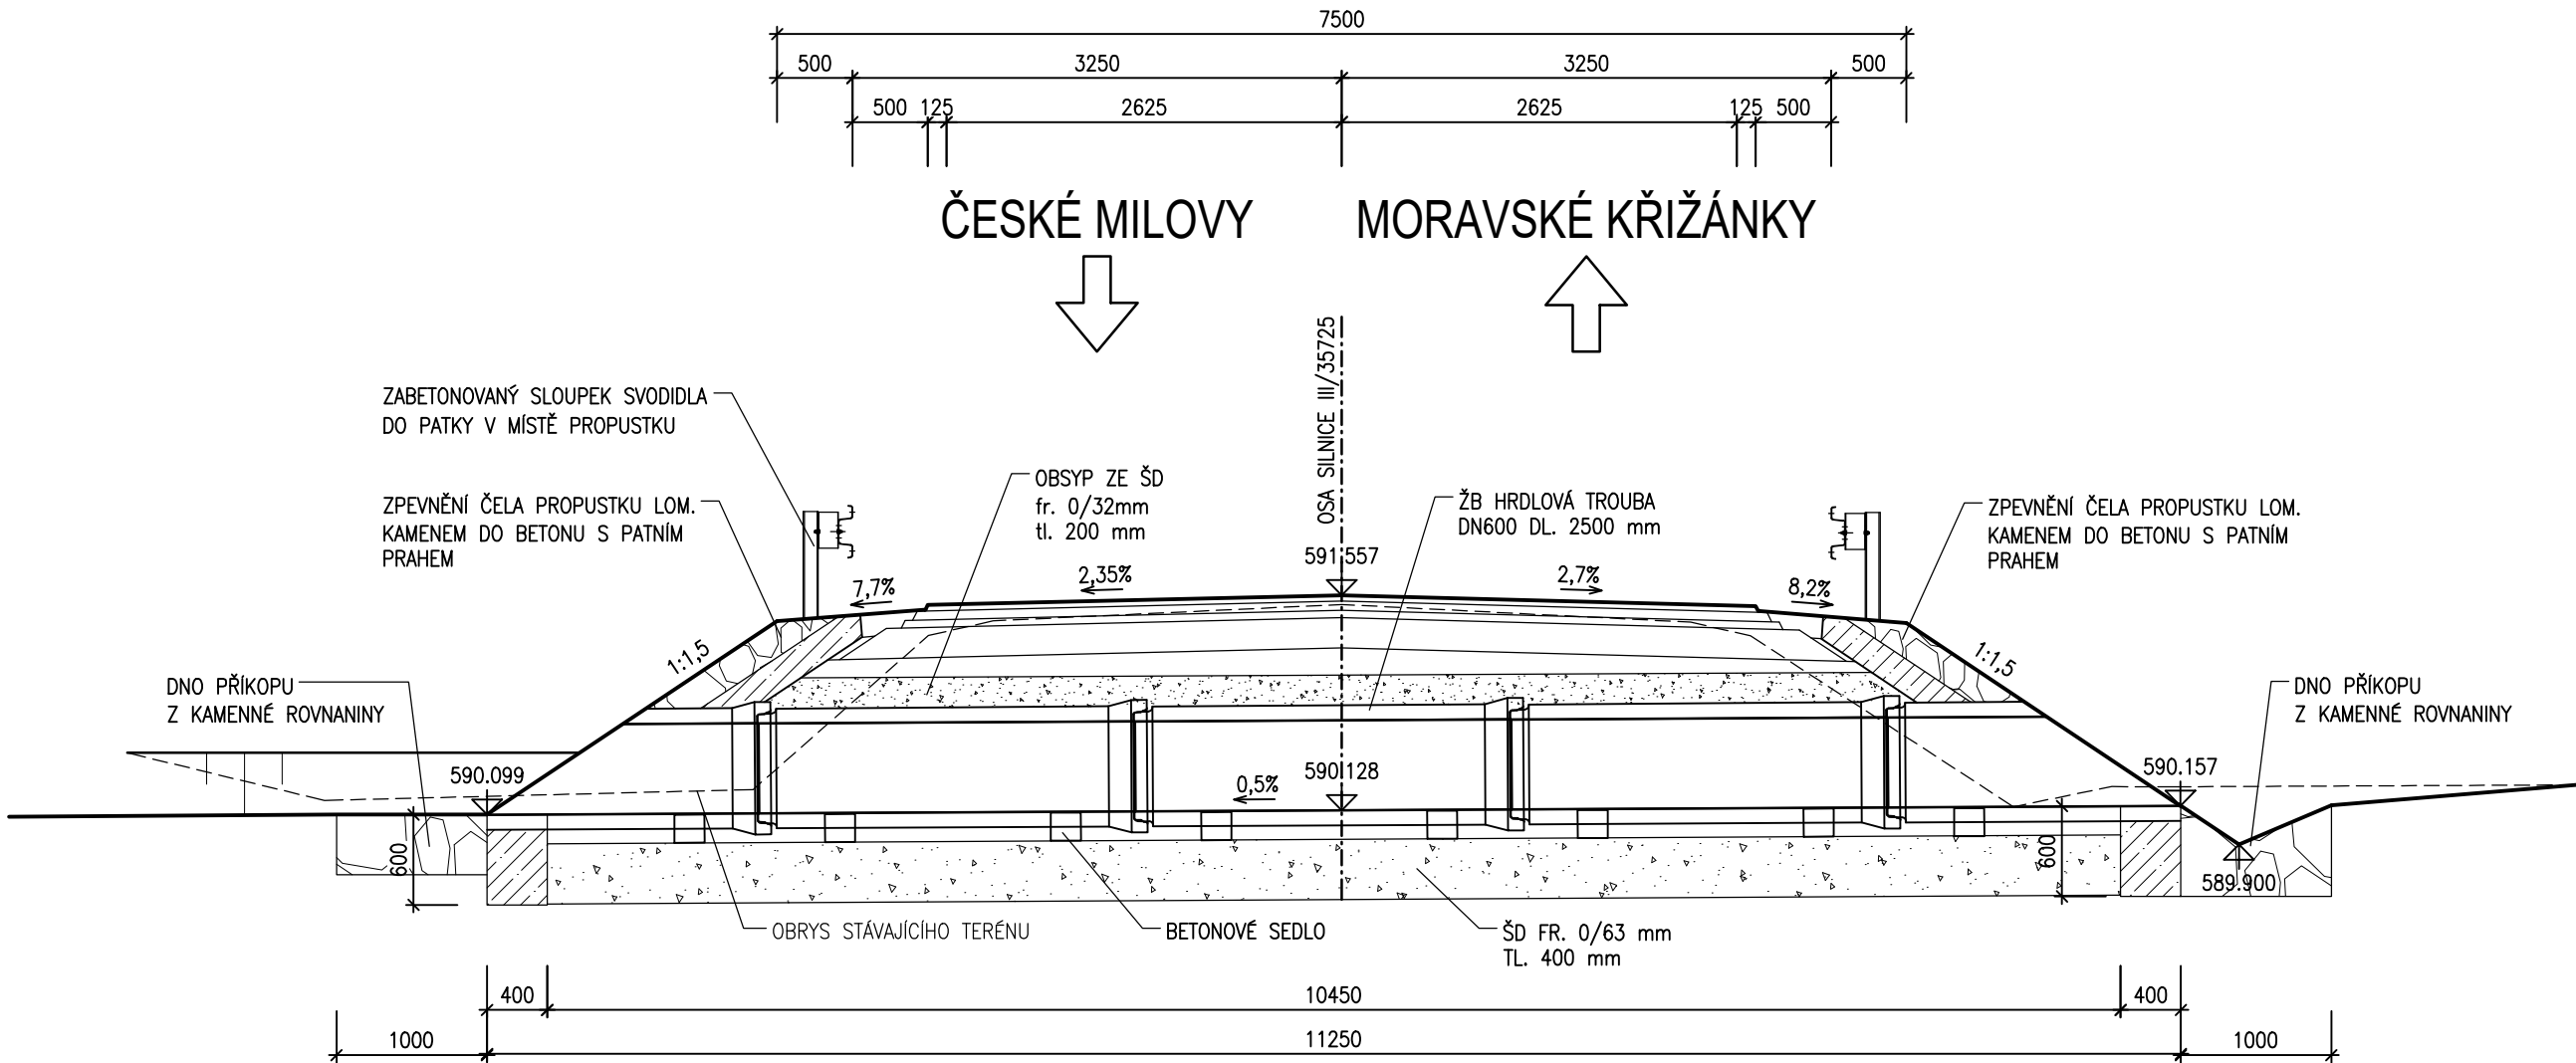 7500
500 3250 3250 500
500 125 2625 2625 125 500
ČESKÉ MILOVY MORAVSKÉ KŘIŽÁNKY
OSA SILNICE III/35725
ZABETONOVANÝ SLOUPEK SVODIDLA
DO PATKY V MÍSTĚ PROPUSTKU
ZPEVNĚNÍ ČELA PROPUSTKU LOM.
KAMENEM DO BETONU S PATNÍM
PRAHEM
OBSYP ZE ŠD
fr. 0/32mm
tl. 200 mm
ŽB HRDLOVÁ TROUBA
DN600 DL. 2500 mm
ZPEVNĚNÍ ČELA PROPUSTKU LOM.
KAMENEM DO BETONU S PATNÍM
PRAHEM
591.557
7,7% 2,35% 2,7% 8,2%
1:1,5 1:1,5
DNO PŘÍKOPU
Z KAMENNÉ ROVNANINY
DNO PŘÍKOPU
Z KAMENNÉ ROVNANINY
590.099 0,5% 590.128 590.157
600 600 589.900
OBRYS STÁVAJÍCÍHO TERÉNU
BETONOVÉ SEDLO
ŠD FR. 0/63 mm
TL. 400 mm
400 10450 400
1000 11250 1000